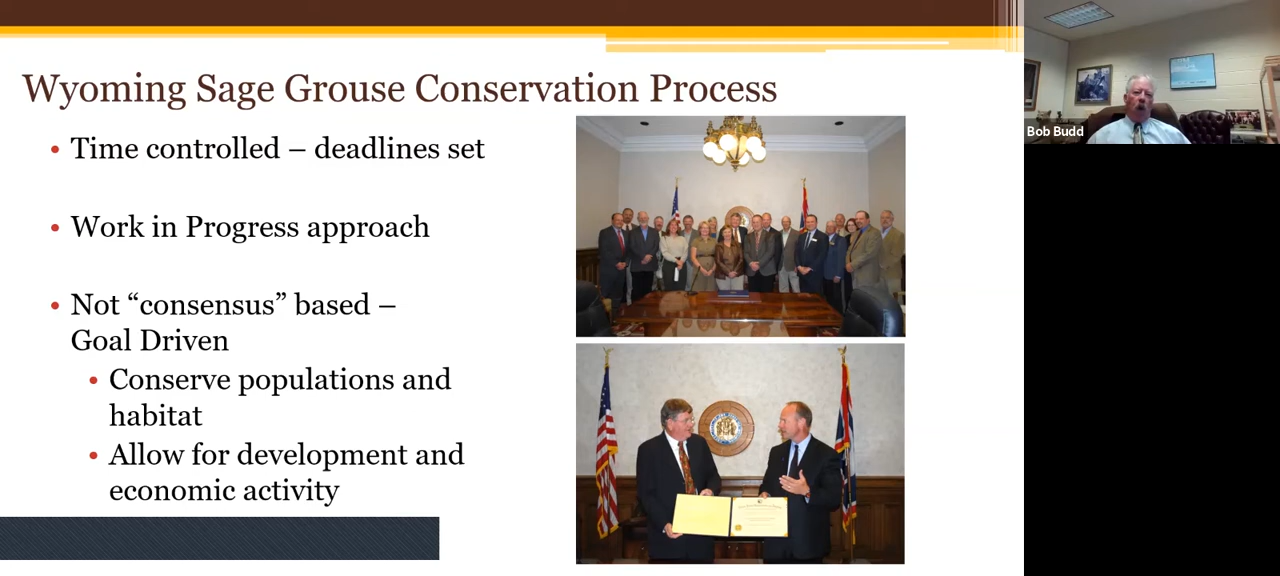 Wyoming Sage Grouse Conservation Process
• Time controlled – deadlines set
• Work in Progress approach
• Not “consensus” based –
Goal Driven
• Conserve populations and
habitat
• Allow for development and
economic activity
Bob Budd